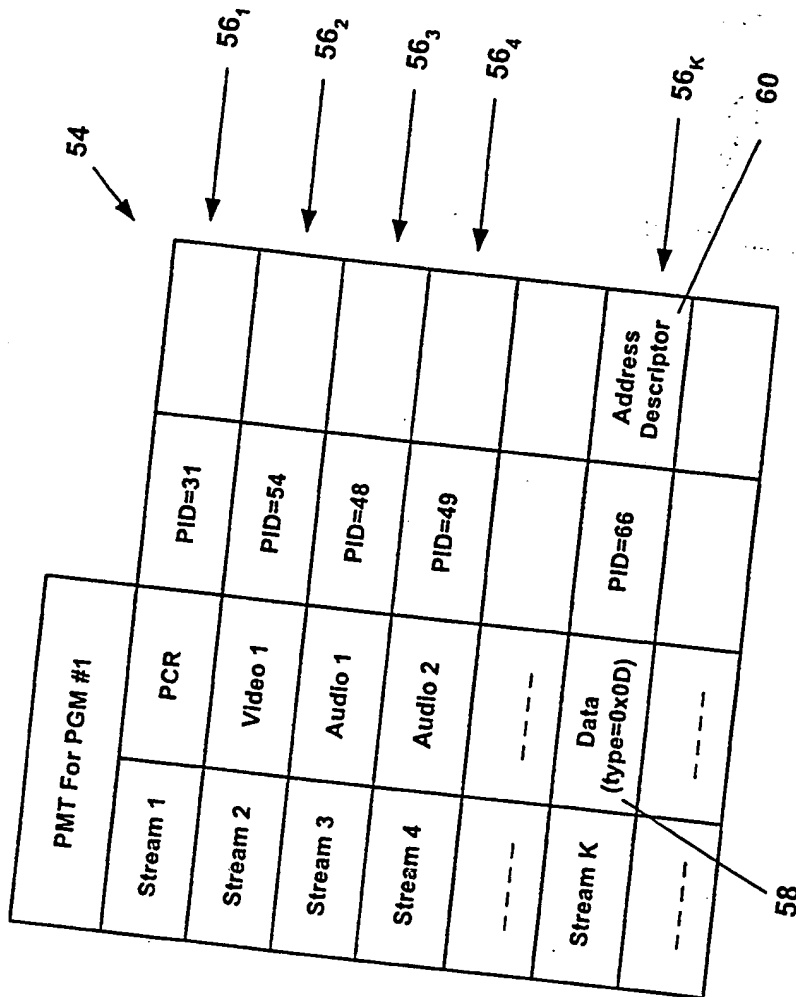 54
PMT For PGM #1
Stream 1 PCR PID=31 56₁
Stream 2 Video 1 PID=54 56₂
Stream 3 Audio 1 PID=48 56₃
Stream 4 Audio 2 PID=49 56₄
---- ----
Stream K Data (type=0x0D) PID=66 Address Descriptor 56K
---- ----
58
60